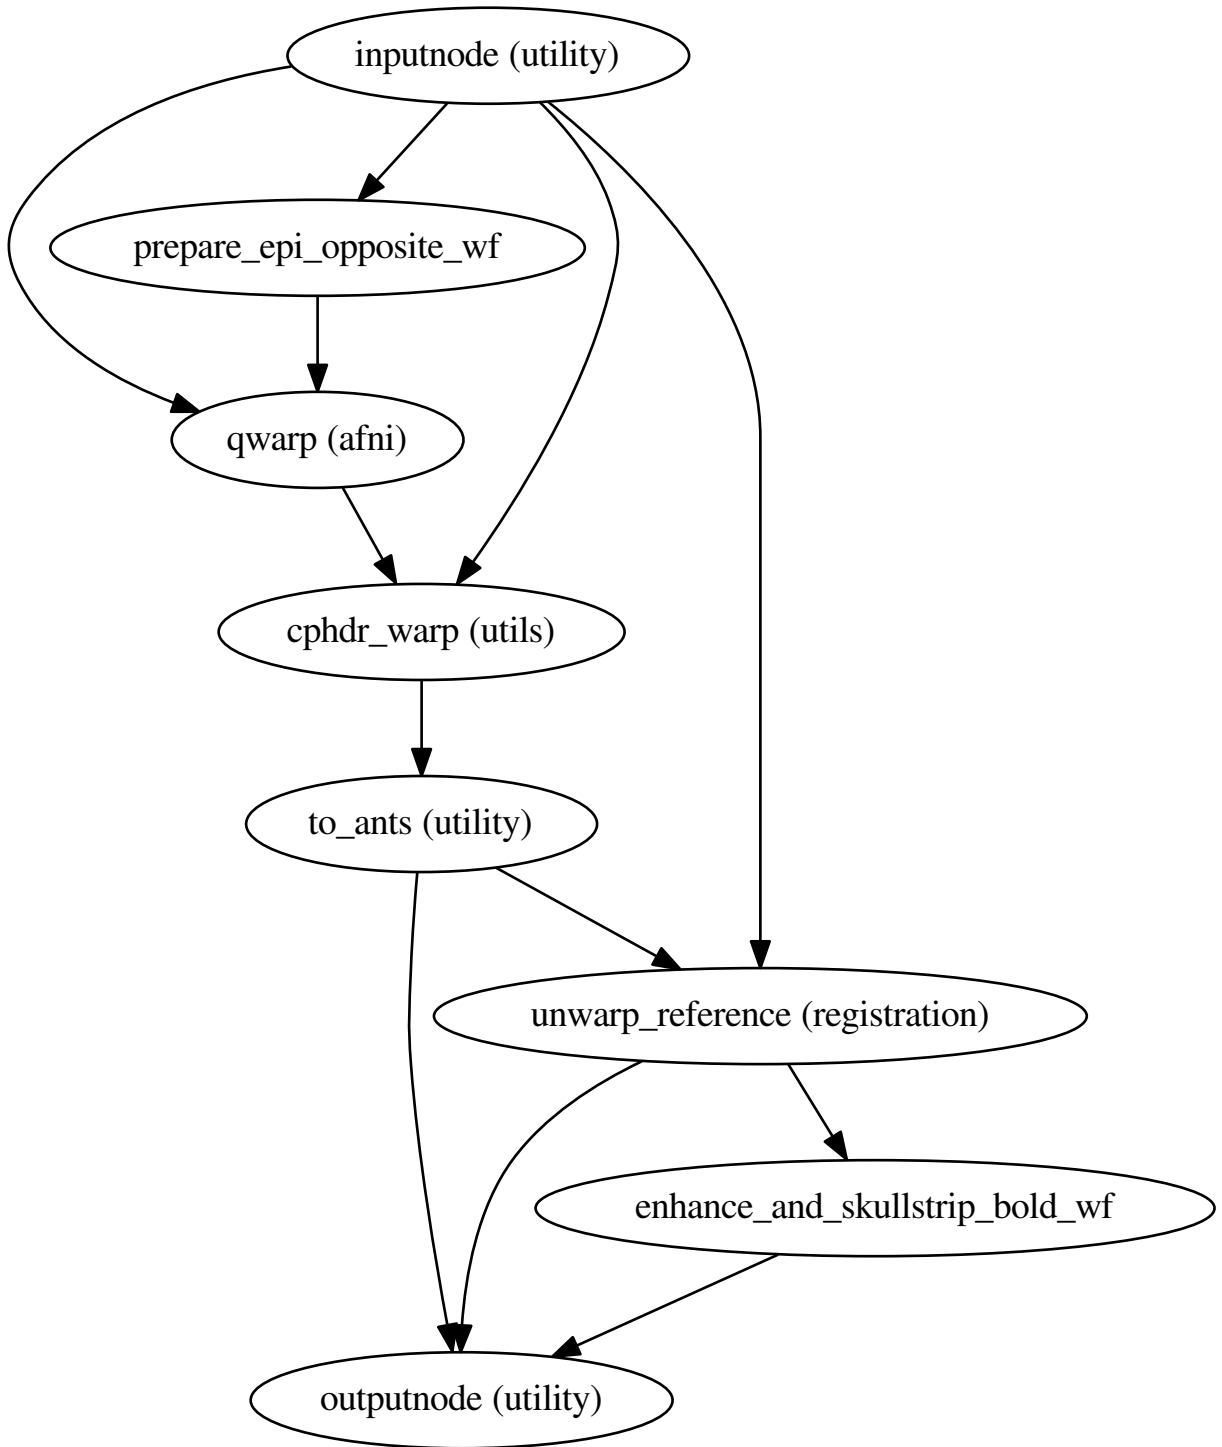 inputnode (utility)
prepare_epi_opposite_wf
qwarp (afni)
cphdr_warp (utils)
to_ants (utility)
unwarp_reference (registration)
enhance_and_skullstrip_bold_wf
outputnode (utility)